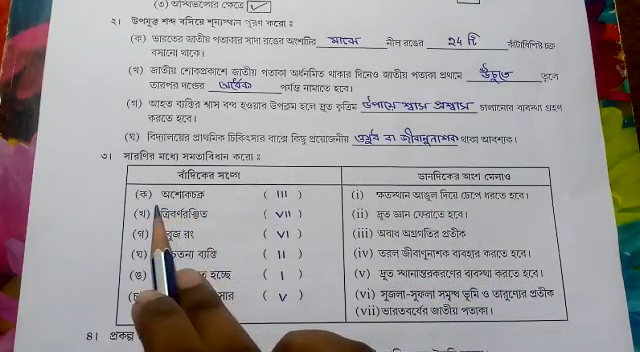 (৩) অস্থিভঙ্গের ক্ষেত্রে ✓
২। উপযুক্ত শব্দ বসিয়ে শূন্যস্থান পূরণ করো :
(ক) ভারতের জাতীয় পতাকার সাদা রঙের অংশটির মাঝে নীল রঙের ২৪ টি কাঁটাবিশিষ্ট চক্র
বসানো থাকে।
(খ) জাতীয় শোকপ্রকাশে জাতীয় পতাকা অর্ধনমিত থাকার দিনেও জাতীয় পতাকা প্রথমে উঁচুতে তুলে
তারপর দণ্ডের অর্ধেক পর্যন্ত নামাতে হবে।
(গ) আহত ব্যক্তির শ্বাস বন্ধ হওয়ার উপক্রম হলে দ্রুত কৃত্রিম উপায়ে শ্বাস প্রশ্বাস চালানোর ব্যবস্থা গ্রহণ
করতে হবে।
(ঘ) বিদ্যালয়ের প্রাথমিক চিকিৎসার বাক্সে কিছু প্রয়োজনীয় ওষুধ বা জীবানুনাশক থাকা আবশ্যক।
৩। সারণির মধ্যে সমতাবিধান করো :
বাঁদিকের সঙ্গে ডানদিকের অংশ মেলাও
(ক) অশোকচক্র ( III ) (i) ক্ষতস্থান আঙুল দিয়ে চেপে ধরতে হবে।
(খ) ত্রিবর্ণরঞ্জিত ( VII ) (ii) দ্রুত জ্ঞান ফেরাতে হবে।
(গ) বুজ রং ( VI ) (iii) অবাধ অগ্রগতির প্রতীক
(ঘ) চতন্য ব্যক্তি ( II ) (iv) তরল জীবাণুনাশক ব্যবহার করতে হবে।
(ঙ) হচ্ছে ( I ) (v) দ্রুত স্থানান্তরকরণের ব্যবস্থা করতে হবে।
(চ) সার ( V ) (vi) সুজলা-সুফলা সমৃদ্ধ ভূমি ও তারুণ্যের প্রতীক
(vii) ভারতবর্ষের জাতীয় পতাকা।
৪। প্রকল্প